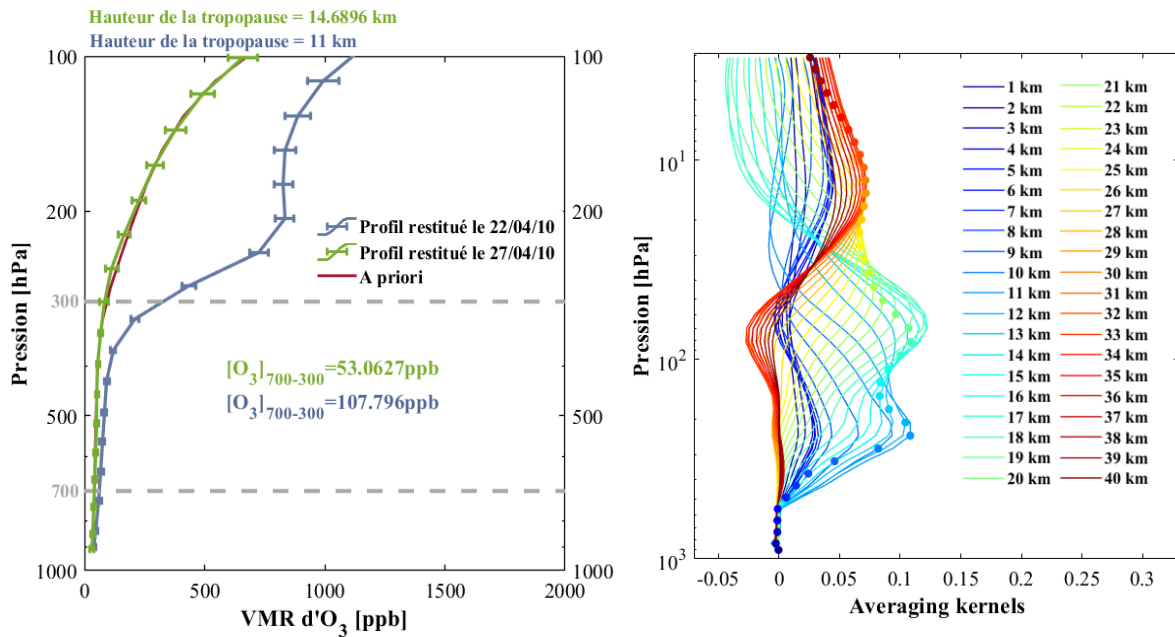 Hauteur de la tropopause = 14.6896 km
Hauteur de la tropopause = 11 km
100
200
300
500
700
1000
Pression [hPa]
0
500
1000
1500
2000
VMR d'O3 [ppb]
100
200
500
1000
Profil restitué le 22/04/10
Profil restitué le 27/04/10
A priori
[O3]700-300=53.0627ppb
[O3]700-300=107.796ppb
10¹
10²
10³
Pression [hPa]
-0.05
0
0.05
0.1
0.15
0.2
0.25
0.3
Averaging kernels
1 km
2 km
3 km
4 km
5 km
6 km
7 km
8 km
9 km
10 km
11 km
12 km
13 km
14 km
15 km
16 km
17 km
18 km
19 km
20 km
21 km
22 km
23 km
24 km
25 km
26 km
27 km
28 km
29 km
30 km
31 km
32 km
33 km
34 km
35 km
36 km
37 km
38 km
39 km
40 km